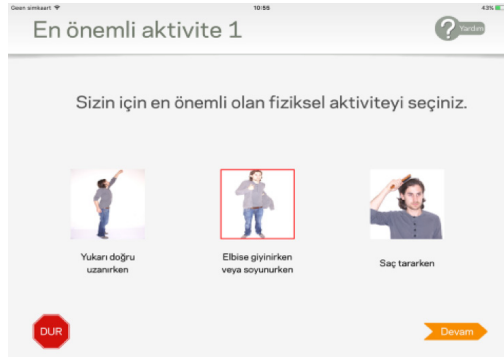 Geen simkaart 10:55 43%
En önemli aktivite 1
Yardım
Sizin için en önemli olan fiziksel aktiviteyi seçiniz.
Yukarı doğru
uzanırken
Elbise giyinirken
veya soyunurken
Saç tararken
DUR
Devam